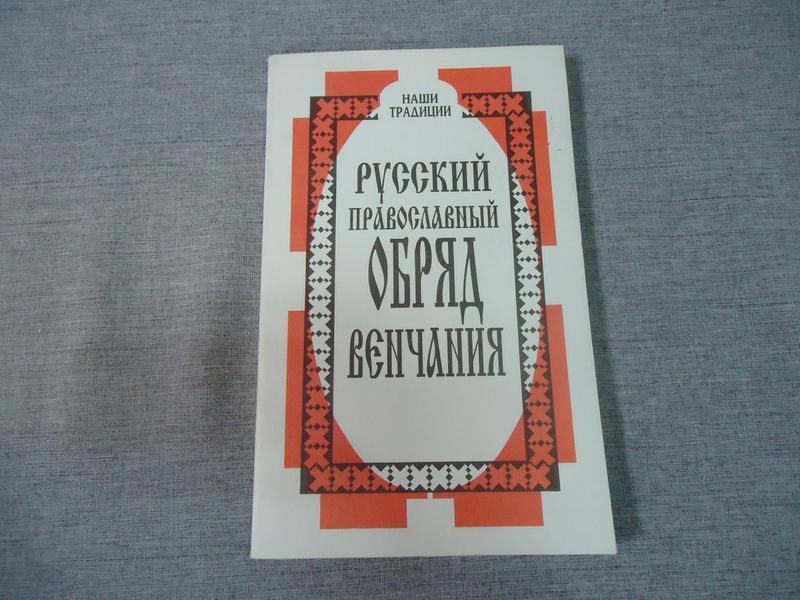 НАШИ
ТРАДИЦИИ
РУССКИЙ
ПРАВОСЛАВНЫЙ
ОБРЯД
ВЕНЧАНИЯ